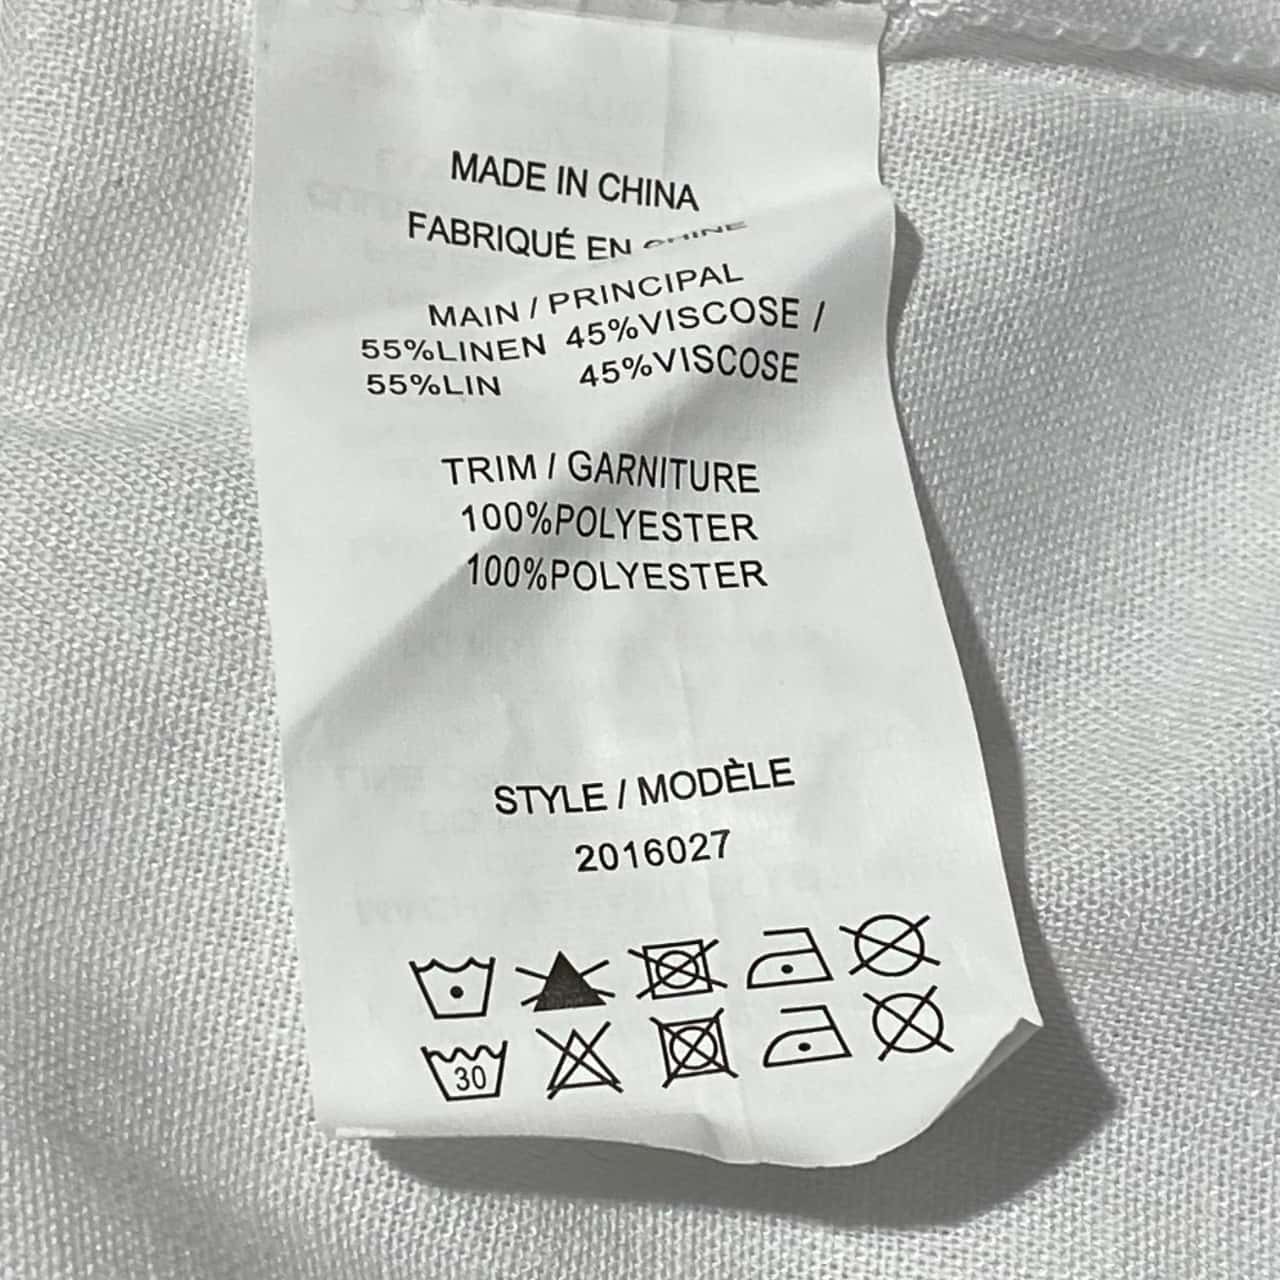 MADE IN CHINA
FABRIQUÉ EN CHINE
MAIN / PRINCIPAL
55%LINEN 45%VISCOSE /
55%LIN 45%VISCOSE
TRIM / GARNITURE
100%POLYESTER
100%POLYESTER
STYLE / MODÈLE
2016027
30